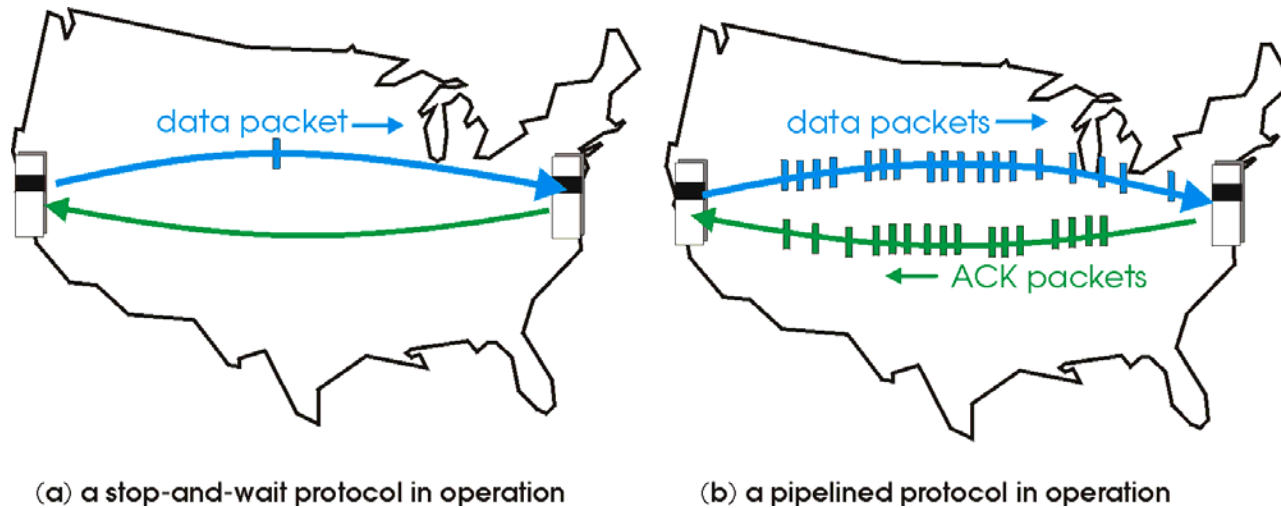 data packet
data packets
ACK packets
(a) a stop-and-wait protocol in operation
(b) a pipelined protocol in operation